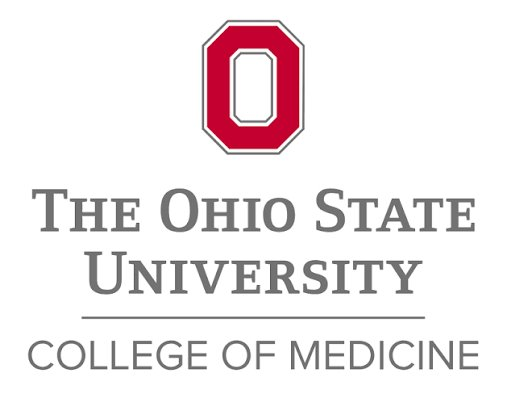 O
THE OHIO STATE
UNIVERSITY
COLLEGE OF MEDICINE